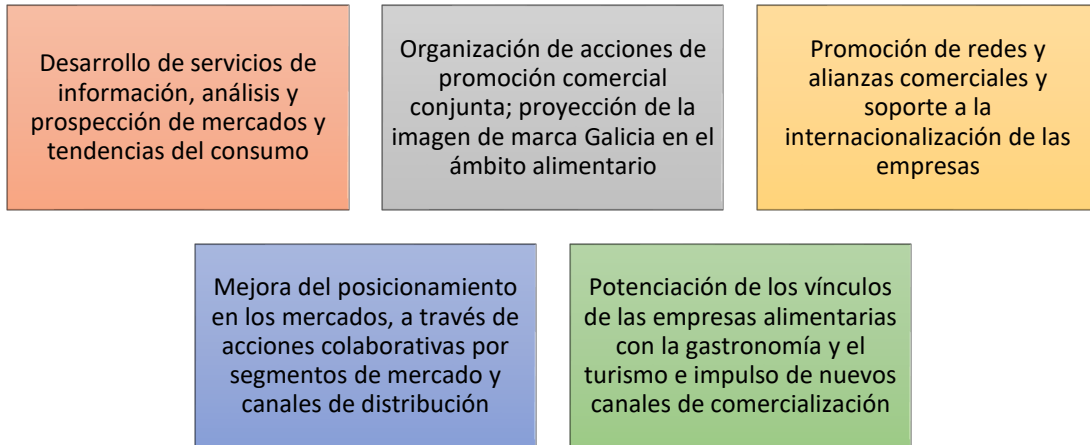 Desarrollo de servicios de
información, análisis y
prospección de mercados y
tendencias del consumo
Organización de acciones de
promoción comercial
conjunta; proyección de la
imagen de marca Galicia en el
ámbito alimentario
Promoción de redes y
alianzas comerciales y
soporte a la
internacionalización de las
empresas
Mejora del posicionamiento
en los mercados, a través de
acciones colaborativas por
segmentos de mercado y
canales de distribución
Potenciación de los vínculos
de las empresas alimentarias
con la gastronomía y el
turismo e impulso de nuevos
canales de comercialización